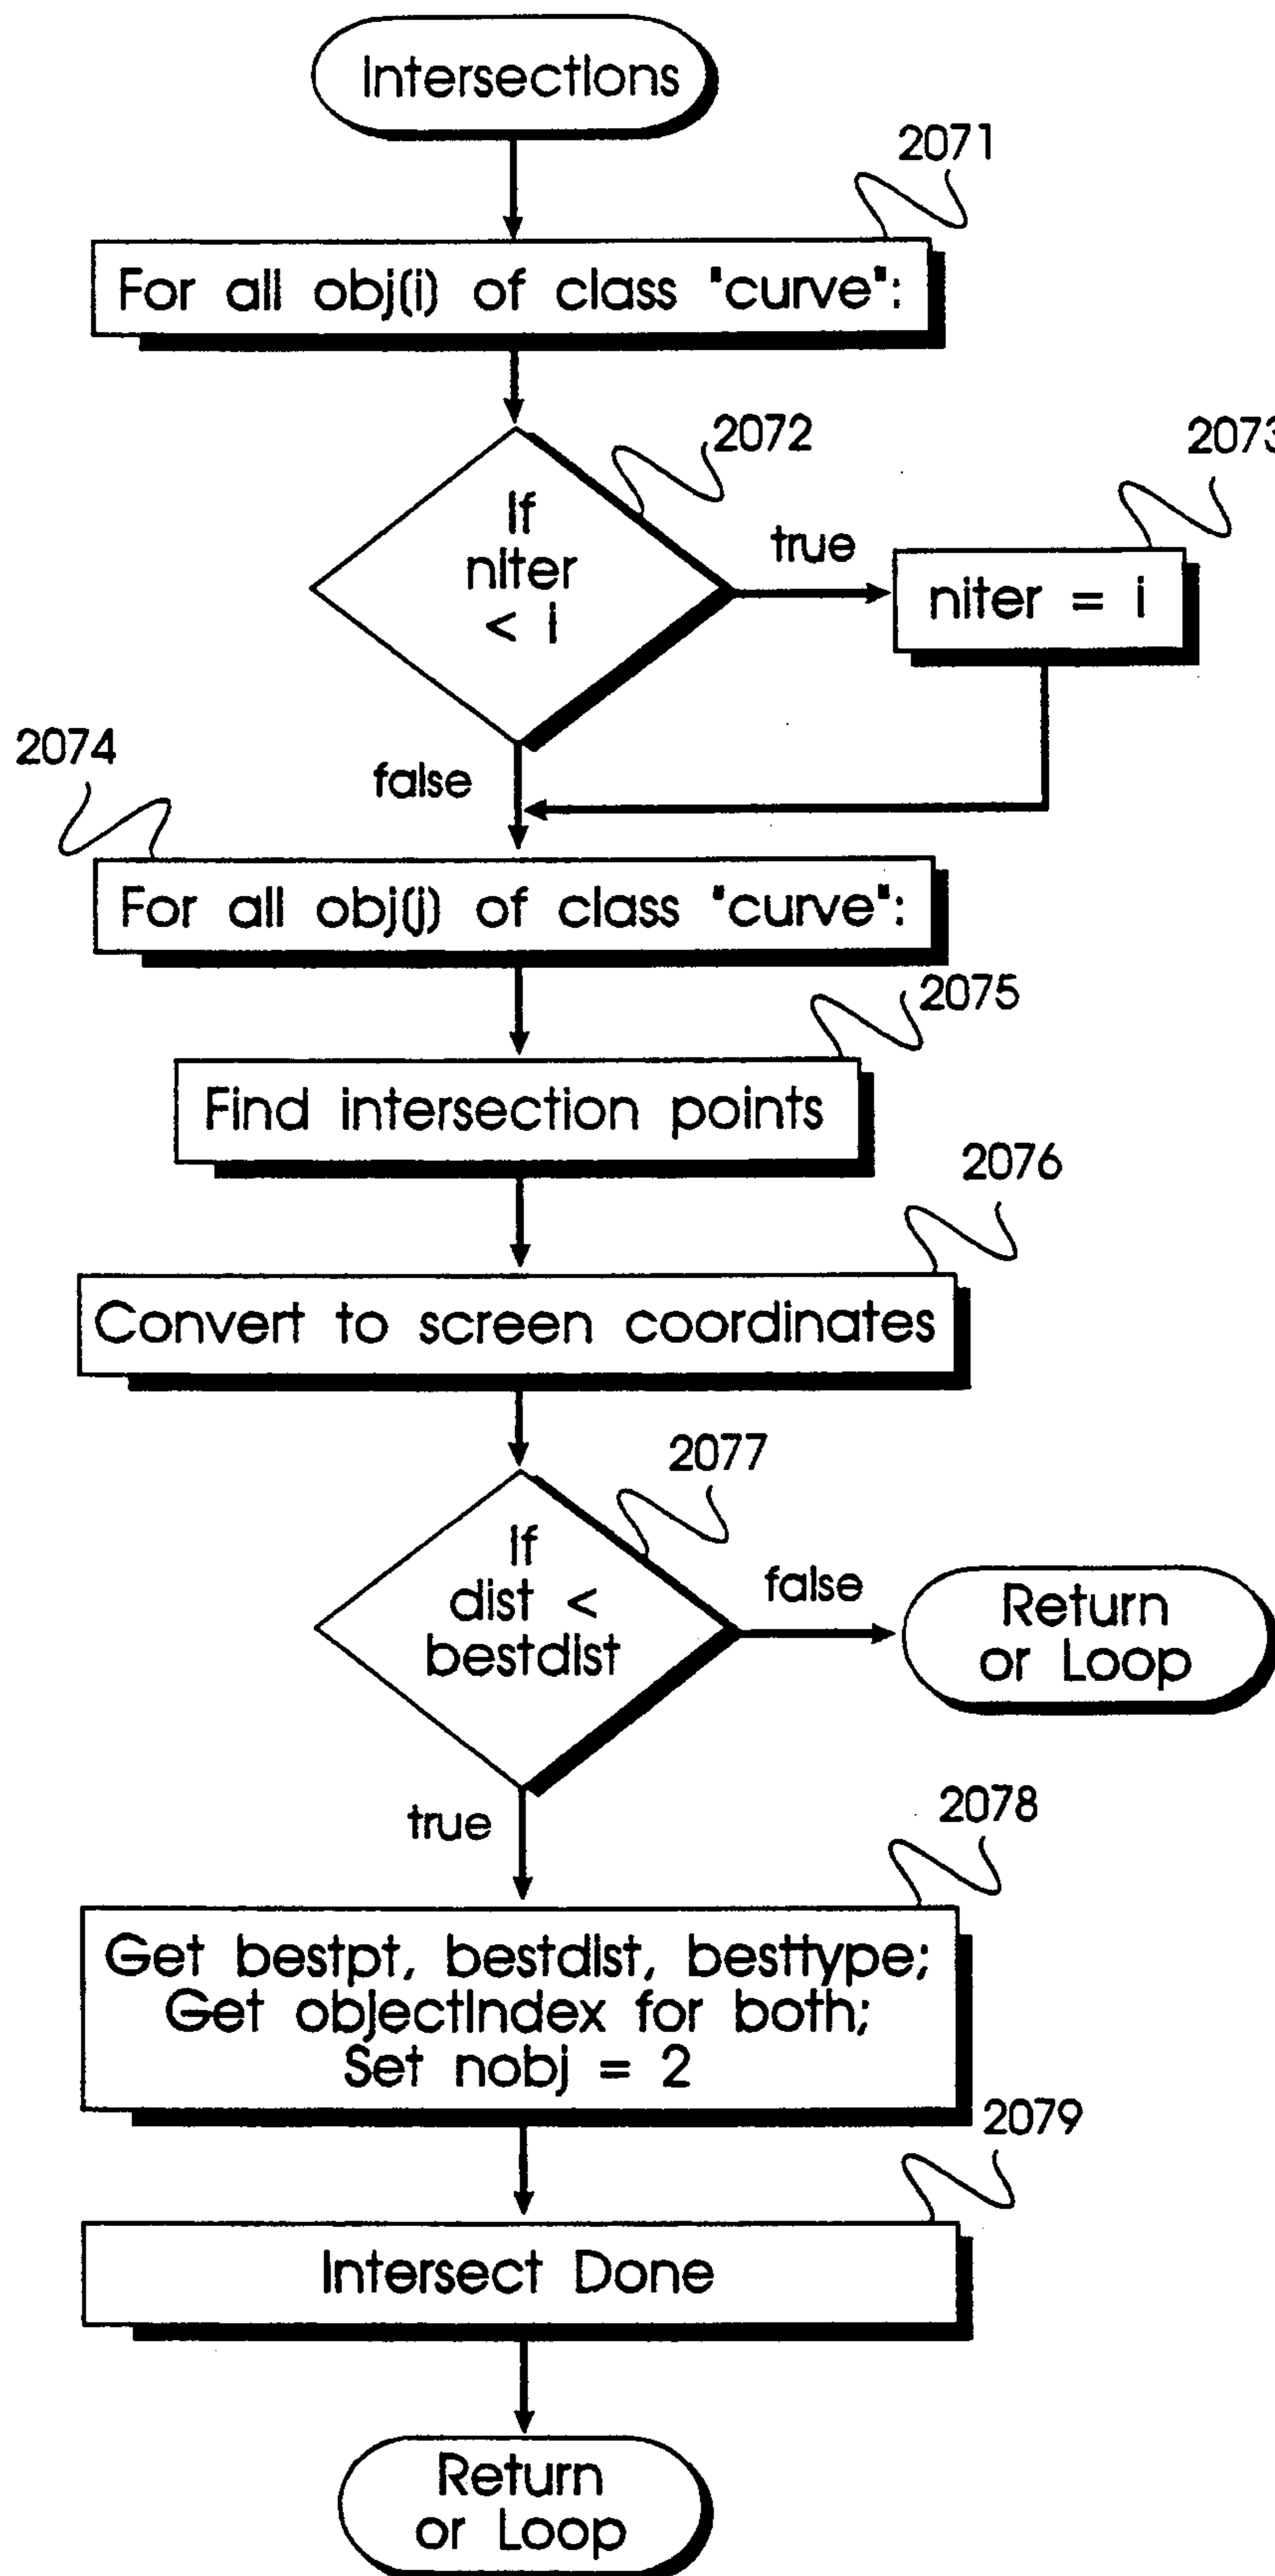 Intersections
2071
For all obj(i) of class "curve":
2072
2073
If
niter
< i
true
niter = i
2074
false
For all obj(j) of class "curve":
2075
Find intersection points
2076
Convert to screen coordinates
2077
If
dist <
bestdist
false
Return
or Loop
true
2078
Get bestpt, bestdist, besttype;
Get objectIndex for both;
Set nobj = 2
2079
Intersect Done
Return
or Loop